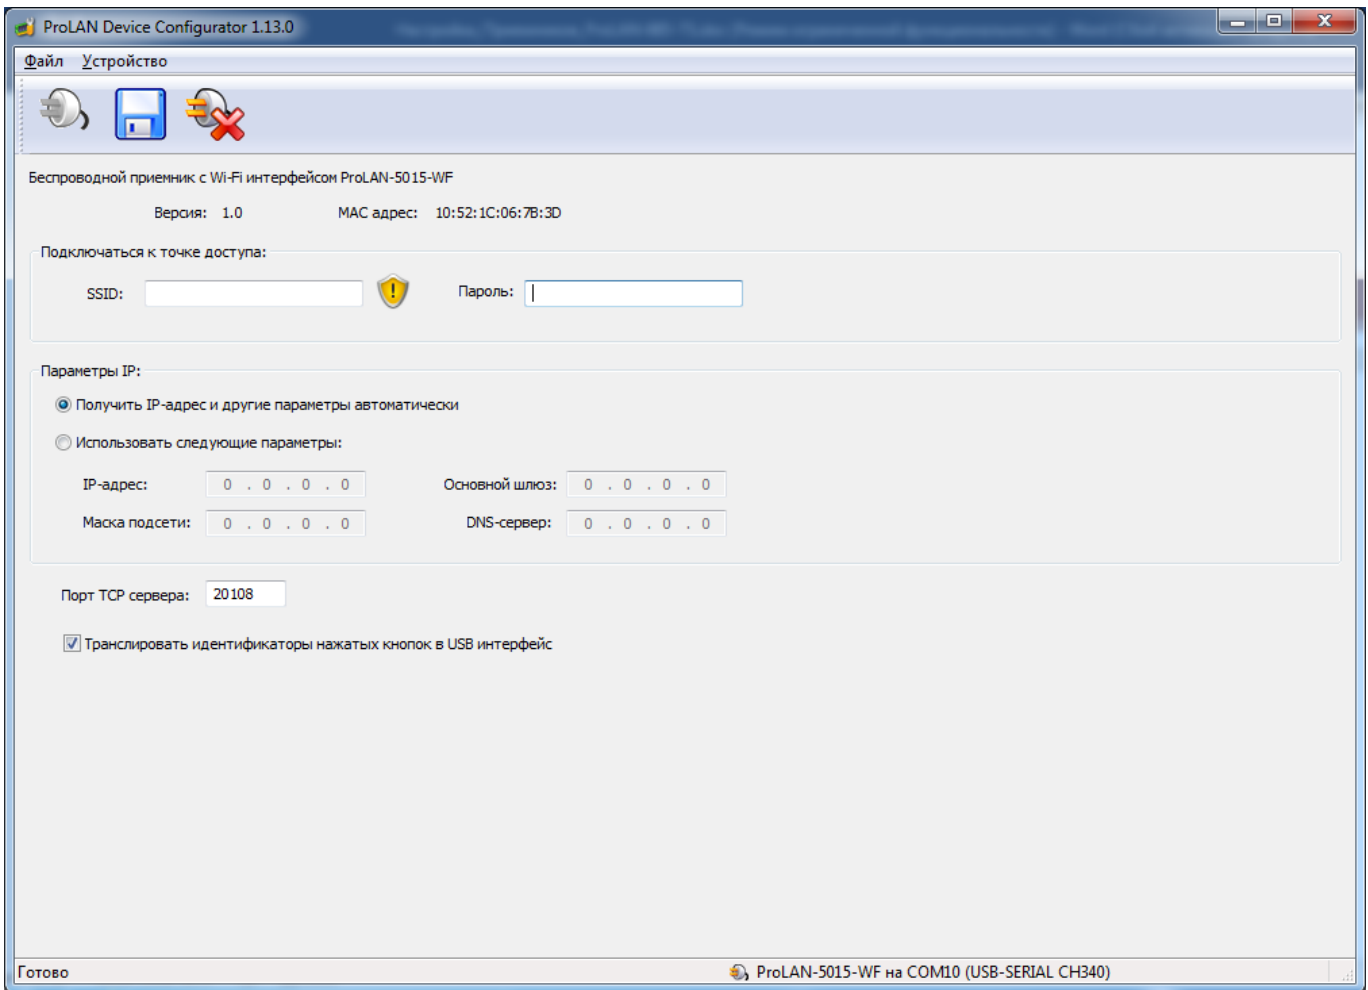 ProLAN Device Configurator 1.13.0
Файл Устройство
Беспроводной приемник с Wi-Fi интерфейсом ProLAN-5015-WF
Версия: 1.0 MAC адрес: 10:52:1C:06:7B:3D
Подключаться к точке доступа:
SSID: Пароль:
Параметры IP:
Получить IP-адрес и другие параметры автоматически
Использовать следующие параметры:
IP-адрес: 0 . 0 . 0 . 0 Основной шлюз: 0 . 0 . 0 . 0
Маска подсети: 0 . 0 . 0 . 0 DNS-сервер: 0 . 0 . 0 . 0
Порт TCP сервера: 20108
Транслировать идентификаторы нажатых кнопок в USB интерфейс
Готово ProLAN-5015-WF на COM10 (USB-SERIAL CH340)